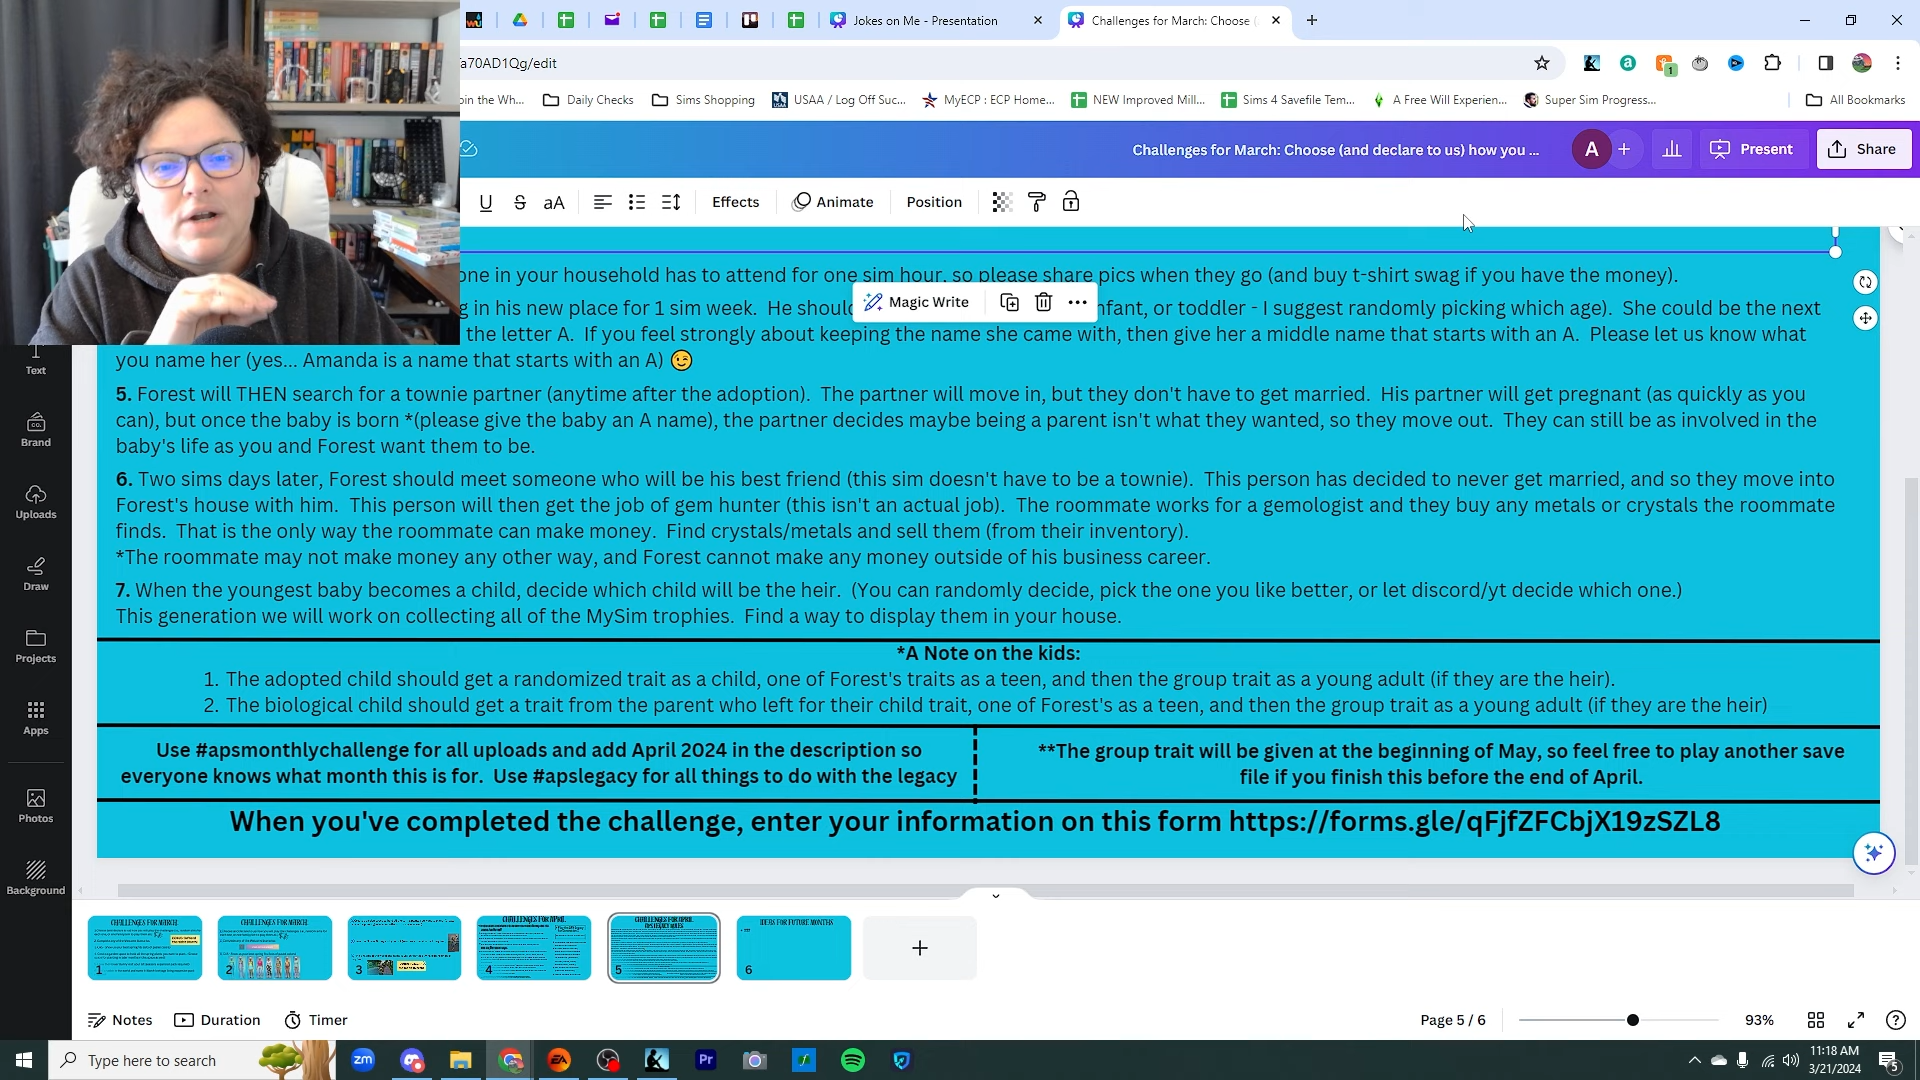 Jokes on Me - Presentation
Challenges for March: Choose (
a70AD1Qg/edit
oin the Wh...
Daily Checks
Sims Shopping
USAA / Log Off Suc...
MyECP : ECP Home...
NEW Improved Mill...
Sims 4 Savefile Tem...
A Free Will Experien...
Super Sim Progress...
All Bookmarks
Challenges for March: Choose (and declare to us) how you ...
A
Present
Share
U S aA
Effects
Animate
Position
one in your household has to attend for one sim hour, so please share pics when they go (and buy t-shirt swag if you have the money).
Magic Write
g in his new place for 1 sim week. He shoul nfant, or toddler - I suggest randomly picking which age). She could be the next
the letter A. If you feel strongly about keeping the name she came with, then give her a middle name that starts with an A. Please let us know what
you name her (yes... Amanda is a name that starts with an A) 😉
5. Forest will THEN search for a townie partner (anytime after the adoption). The partner will move in, but they don't have to get married. His partner will get pregnant (as quickly as you
can), but once the baby is born *(please give the baby an A name), the partner decides maybe being a parent isn't what they wanted, so they move out. They can still be as involved in the
baby's life as you and Forest want them to be.
6. Two sims days later, Forest should meet someone who will be his best friend (this sim doesn't have to be a townie). This person has decided to never get married, and so they move into
Forest's house with him. This person will then get the job of gem hunter (this isn't an actual job). The roommate works for a gemologist and they buy any metals or crystals the roommate
finds. That is the only way the roommate can make money. Find crystals/metals and sell them (from their inventory).
*The roommate may not make money any other way, and Forest cannot make any money outside of his business career.
7. When the youngest baby becomes a child, decide which child will be the heir. (You can randomly decide, pick the one you like better, or let discord/yt decide which one.)
This generation we will work on collecting all of the MySim trophies. Find a way to display them in your house.
*A Note on the kids:
1. The adopted child should get a randomized trait as a child, one of Forest's traits as a teen, and then the group trait as a young adult (if they are the heir).
2. The biological child should get a trait from the parent who left for their child trait, one of Forest's as a teen, and then the group trait as a young adult (if they are the heir)
Use #apsmonthlychallenge for all uploads and add April 2024 in the description so
everyone knows what month this is for. Use #apslegacy for all things to do with the legacy
**The group trait will be given at the beginning of May, so feel free to play another save
file if you finish this before the end of April.
When you've completed the challenge, enter your information on this form https://forms.gle/qFjfZFCbjX19zSZL8
Text
Brand
Uploads
Draw
Projects
Apps
Photos
Background
CHALLENGES FOR MARCH
1
CHALLENGES FOR MARCH
2
3
CHALLENGES FOR APRIL
4
CHALLENGES FOR APRIL
5
IDEAS FOR FUTURE MONTHS
6
Notes
Duration
Timer
Page 5 / 6
93%
Type here to search
zm
EA
Pr
11:18 AM
3/21/2024
5